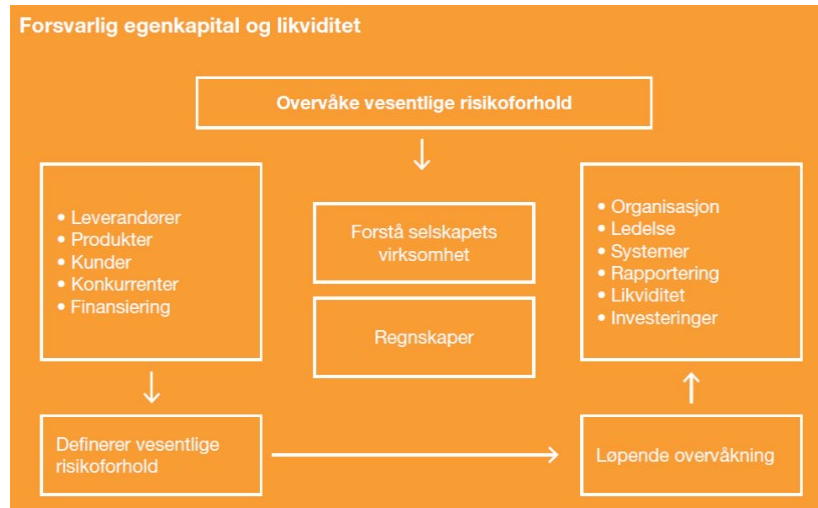 Forsvarlig egenkapital og likviditet
Overvåke vesentlige risikoforhold
• Leverandører
• Produkter
• Kunder
• Konkurrenter
• Finansiering
Forstå selskapets
virksomhet
Regnskaper
• Organisasjon
• Ledelse
• Systemer
• Rapportering
• Likviditet
• Investeringer
Definerer vesentlige
risikoforhold
Løpende overvåkning